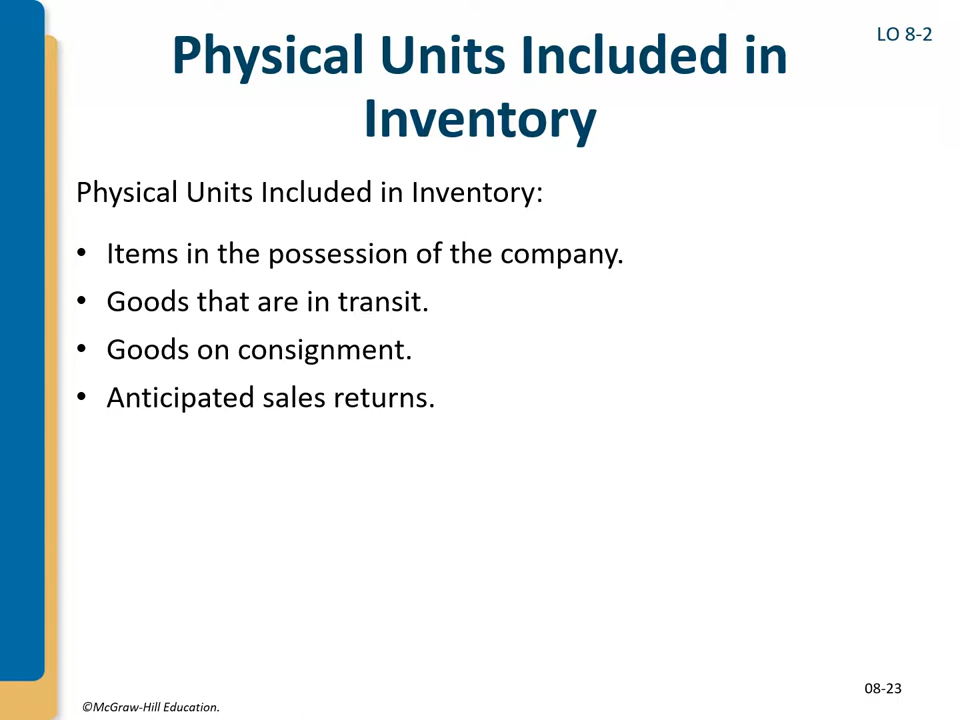 LO 8-2
Physical Units Included in
Inventory
Physical Units Included in Inventory:
• Items in the possession of the company.
• Goods that are in transit.
• Goods on consignment.
• Anticipated sales returns.
08-23
©McGraw-Hill Education.